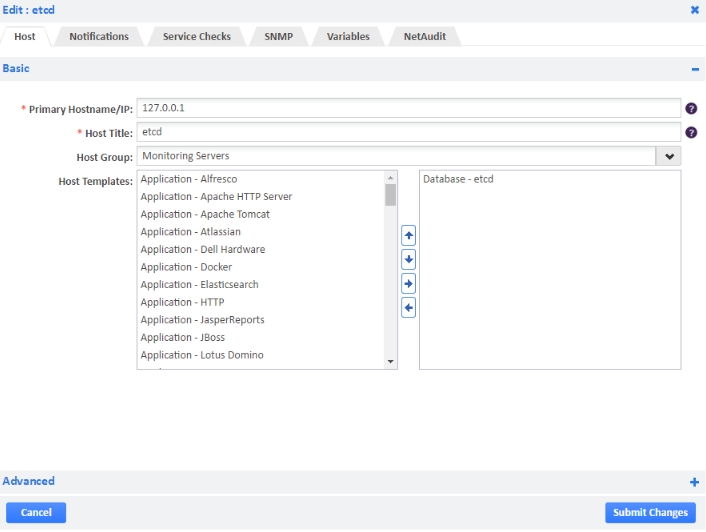 Edit : etcd
Host Notifications Service Checks SNMP Variables NetAudit
Basic
* Primary Hostname/IP: 127.0.0.1
* Host Title: etcd
Host Group: Monitoring Servers
Host Templates: Application - Alfresco Database - etcd
Application - Apache HTTP Server
Application - Apache Tomcat
Application - Atlassian
Application - Dell Hardware
Application - Docker
Application - Elasticsearch
Application - HTTP
Application - JasperReports
Application - JBoss
Application - Lotus Domino
Advanced
Cancel Submit Changes